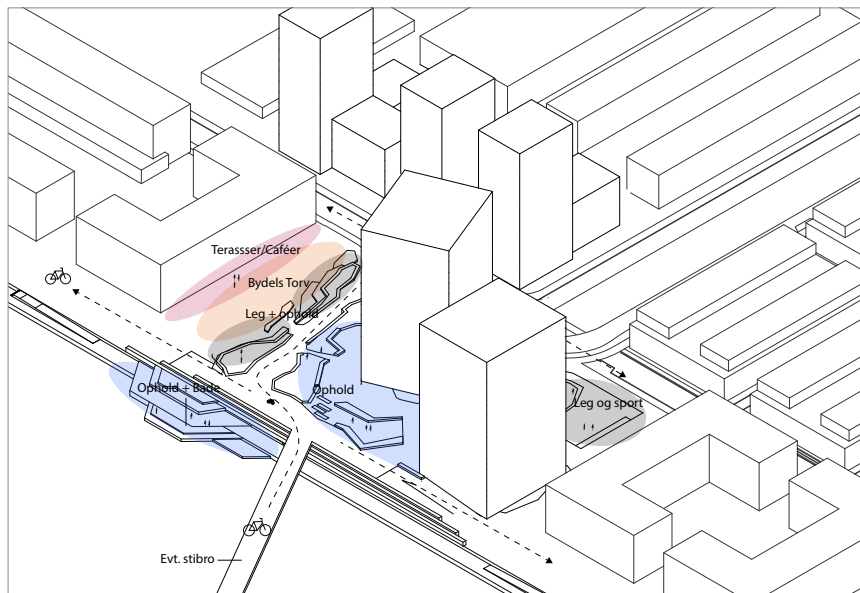 Terassser/Caféer
Bydels Torv
Leg + ophold
Ophold + Bade
Ophold
Leg og sport
Evt. stibro